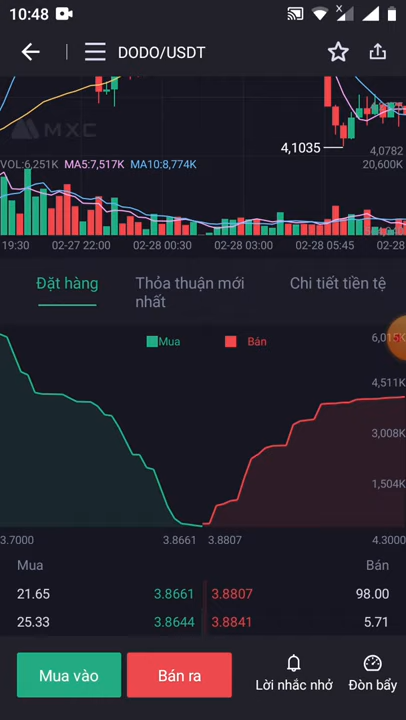 10:48
DODO/USDT
MXC
4,1035
4,0782
VOL:6,251K MA5:7,517K MA10:8,774K
20,600K
19:30 02-27 22:00 02-28 00:30 02-28 03:00 02-28 05:45 02-28
Đặt hàng
Thỏa thuận mới nhất
Chi tiết tiền tệ
Mua Bán
6,015K
4,511K
3,008K
1,504K
3.7000 3.8661 3.8807 4.3000
Mua Bán
21.65 3.8661 3.8807 98.00
25.33 3.8644 3.8841 5.71
Mua vào
Bán ra
Lời nhắc nhở
Đòn bẩy